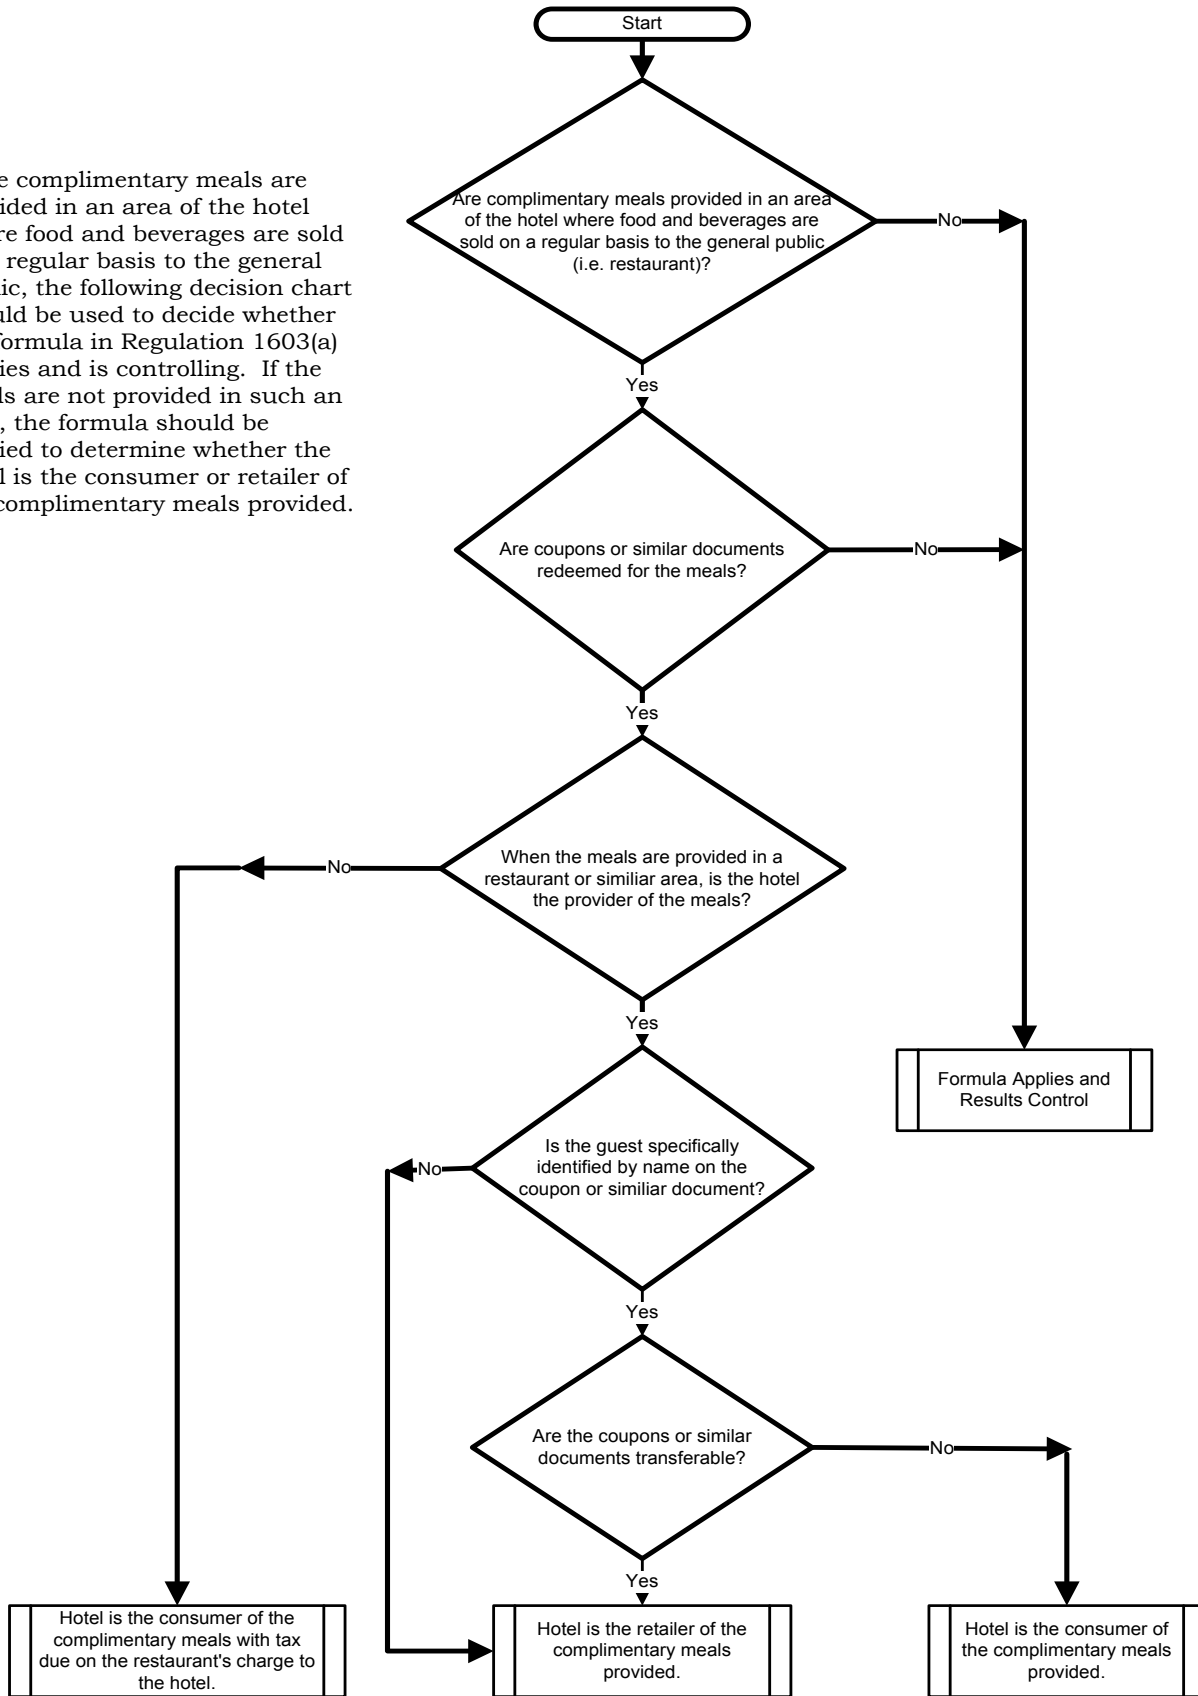 Start
e complimentary meals are
ided in an area of the hotel
re food and beverages are sold
regular basis to the general
ic, the following decision chart
uld be used to decide whether
formula in Regulation 1603(a)
ies and is controlling. If the
ls are not provided in such an
, the formula should be
ied to determine whether the
l is the consumer or retailer of
complimentary meals provided.
Are complimentary meals provided in an area
of the hotel where food and beverages are
sold on a regular basis to the general public
(i.e. restaurant)?
No
Yes
Are coupons or similar documents
redeemed for the meals?
No
Yes
When the meals are provided in a
restaurant or similiar area, is the hotel
the provider of the meals?
No
Yes
Formula Applies and
Results Control
Is the guest specifically
identified by name on the
coupon or similiar document?
No
Yes
Are the coupons or similar
documents transferable?
No
Yes
Hotel is the consumer of the
complimentary meals with tax
due on the restaurant's charge to
the hotel.
Hotel is the retailer of the
complimentary meals
provided.
Hotel is the consumer of
the complimentary meals
provided.